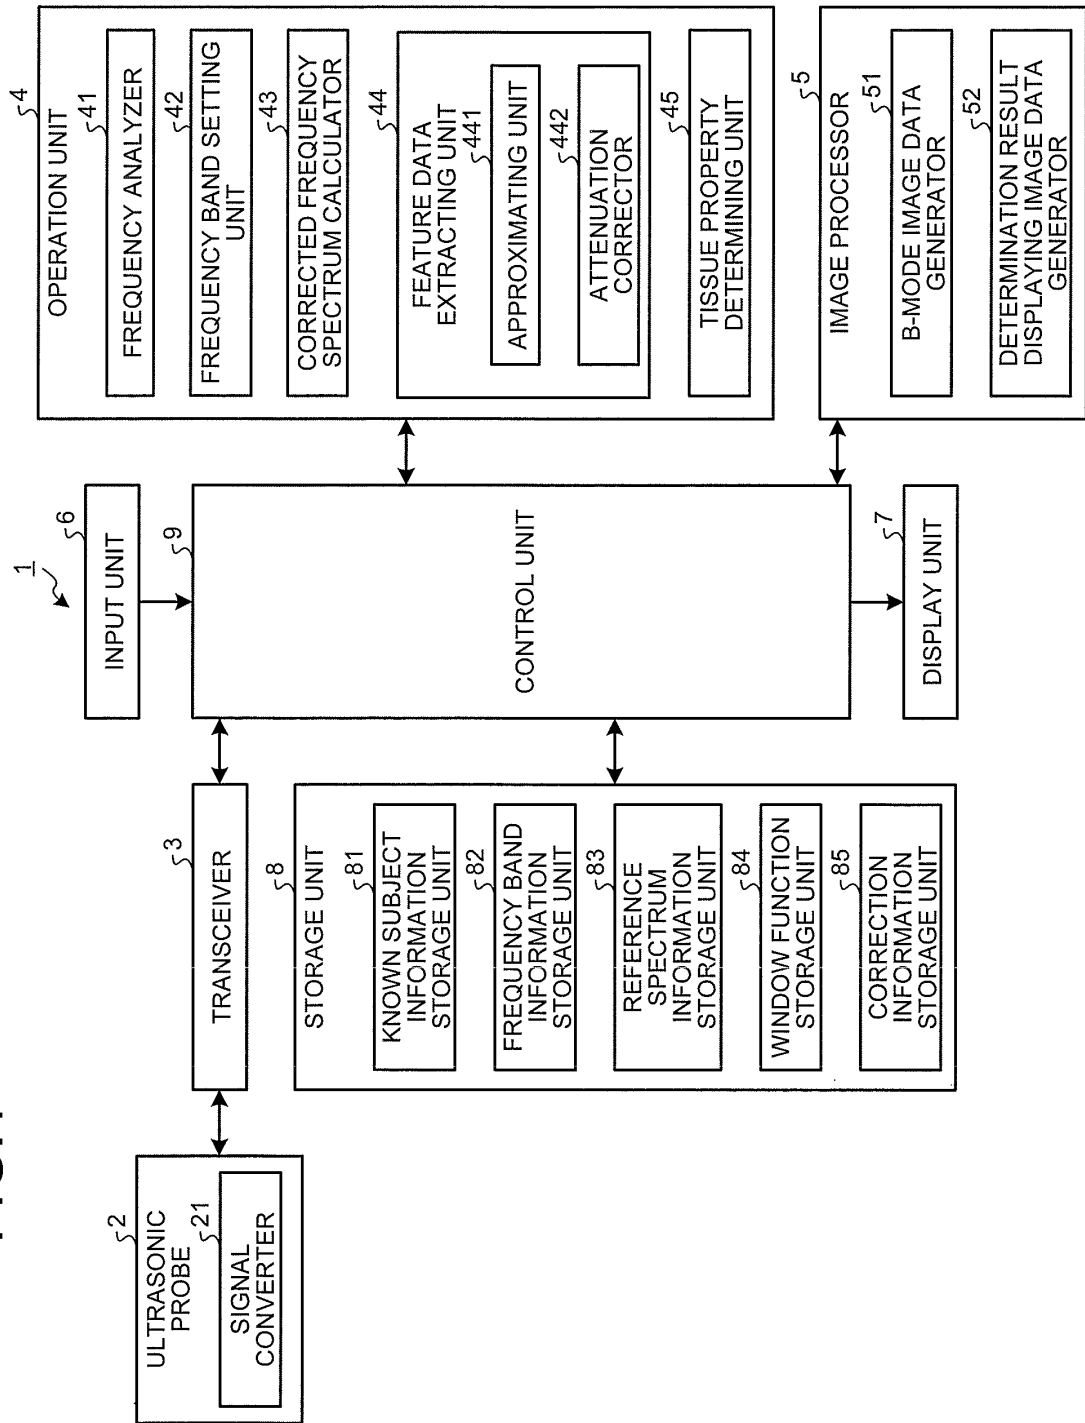 1
2
ULTRASONIC
PROBE
21
SIGNAL
CONVERTER
3
TRANSCEIVER
8
STORAGE UNIT
81
KNOWN SUBJECT
INFORMATION
STORAGE UNIT
82
FREQUENCY BAND
INFORMATION
STORAGE UNIT
83
REFERENCE
SPECTRUM
INFORMATION
STORAGE UNIT
84
WINDOW FUNCTION
STORAGE UNIT
85
CORRECTION
INFORMATION
STORAGE UNIT
6
INPUT UNIT
9
CONTROL UNIT
7
DISPLAY UNIT
4
OPERATION UNIT
41
FREQUENCY ANALYZER
42
FREQUENCY BAND SETTING
UNIT
43
CORRECTED FREQUENCY
SPECTRUM CALCULATOR
44
FEATURE DATA
EXTRACTING UNIT
441
APPROXIMATING UNIT
442
ATTENUATION
CORRECTOR
45
TISSUE PROPERTY
DETERMINING UNIT
5
IMAGE PROCESSOR
51
B-MODE IMAGE DATA
GENERATOR
52
DETERMINATION RESULT
DISPLAYING IMAGE DATA
GENERATOR